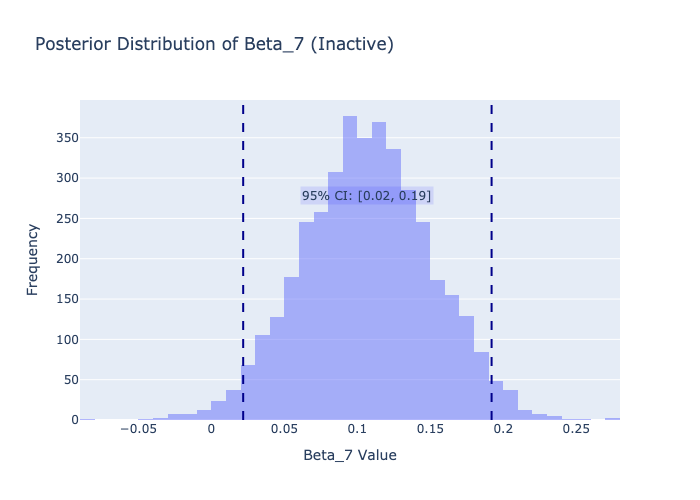 Posterior Distribution of Beta_7 (Inactive)
350
300
250
200
150
100
50
0
95% CI: [0.02, 0.19]
Frequency
−0.05 0 0.05 0.1 0.15 0.2 0.25
Beta_7 Value